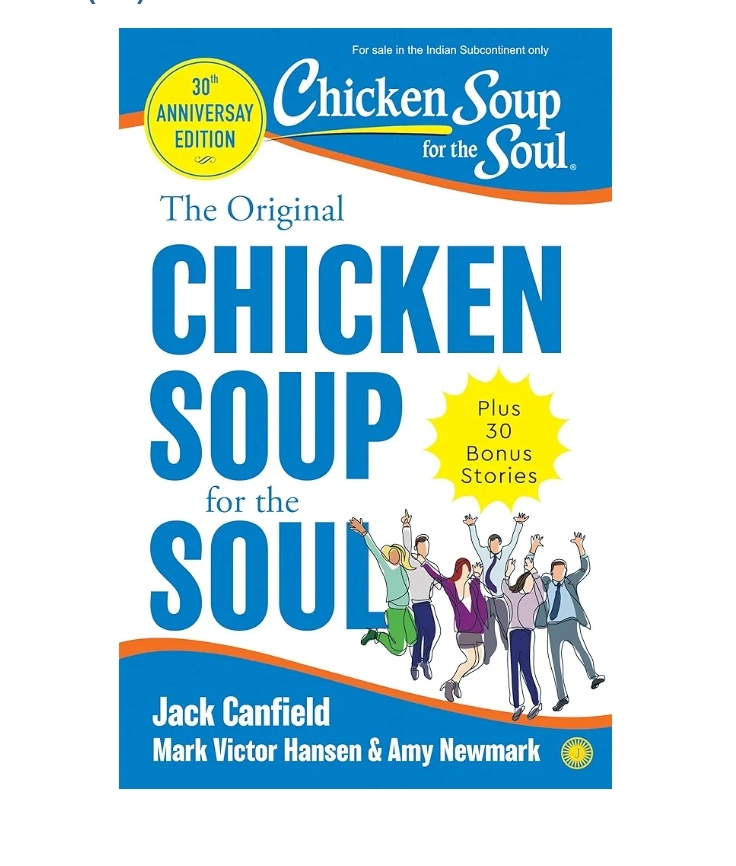 For sale in the Indian Subcontinent only
30th
ANNIVERSAY
EDITION
Chicken Soup
for the Soul®
The Original
CHICKEN
SOUP
for the
SOUL
Plus
30
Bonus
Stories
Jack Canfield
Mark Victor Hansen & Amy Newmark
J